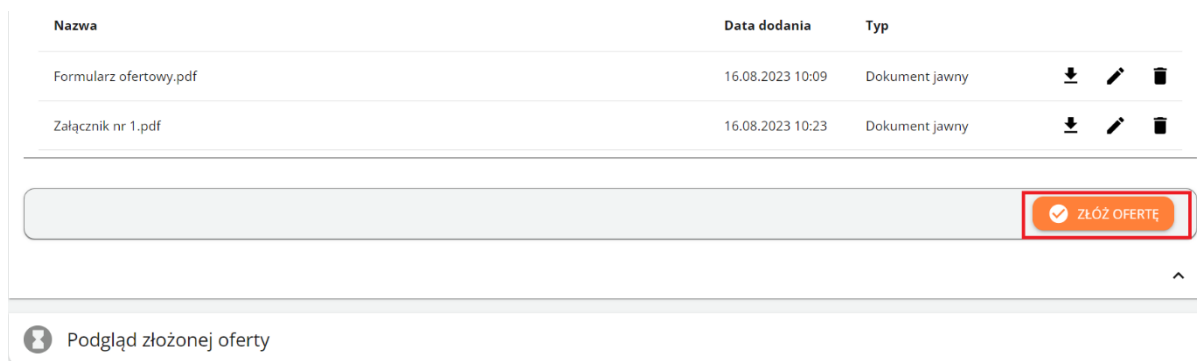 Nazwa Data dodania Typ
Formularz ofertowy.pdf 16.08.2023 10:09 Dokument jawny
Załącznik nr 1.pdf 16.08.2023 10:23 Dokument jawny
ZŁÓŻ OFERTĘ
Podgląd złożonej oferty